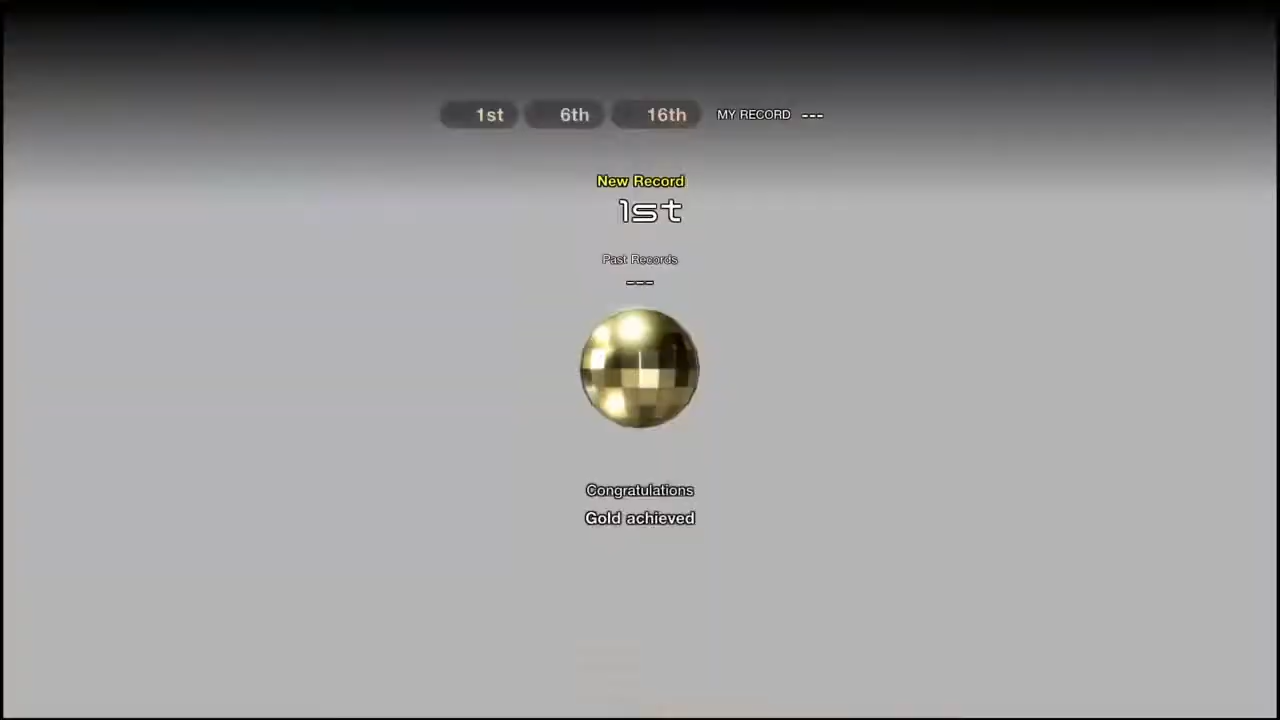 1st 6th 16th MY RECORD ---
New Record
1st
Past Records
---
Congratulations
Gold achieved